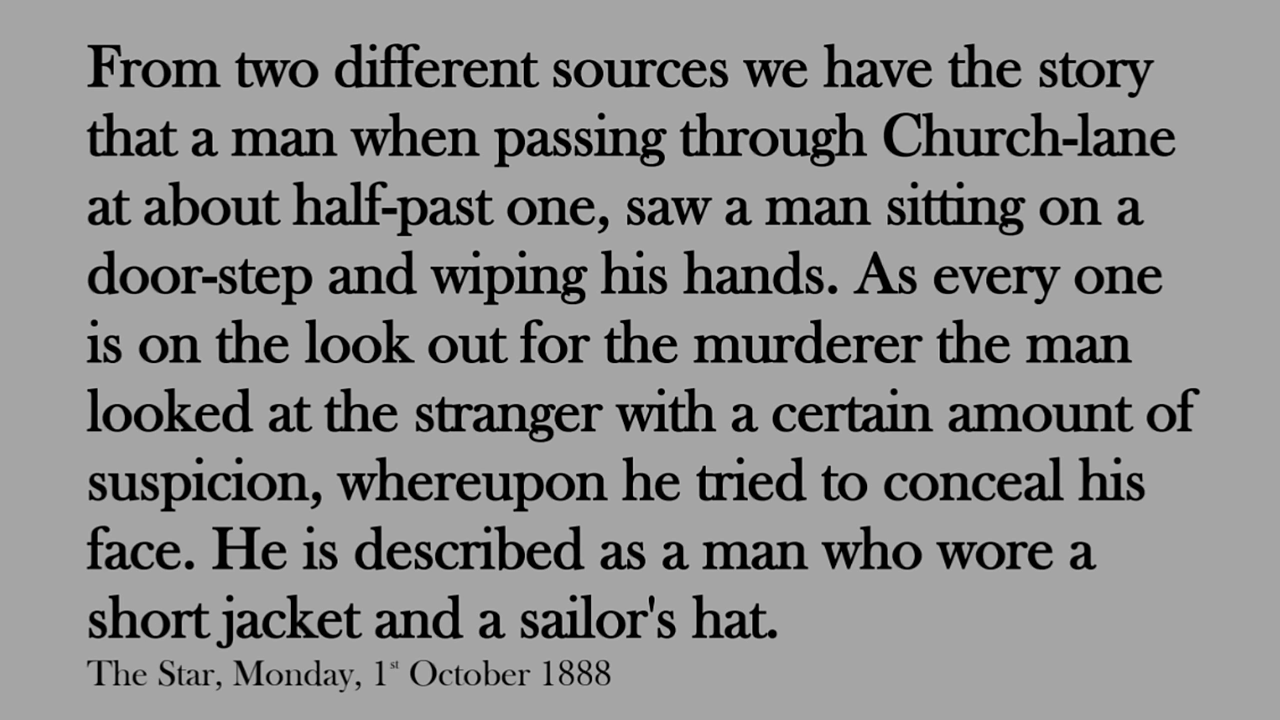 From two different sources we have the story
that a man when passing through Church-lane
at about half-past one, saw a man sitting on a
door-step and wiping his hands. As every one
is on the look out for the murderer the man
looked at the stranger with a certain amount of
suspicion, whereupon he tried to conceal his
face. He is described as a man who wore a
short jacket and a sailor's hat.
The Star, Monday, 1st October 1888